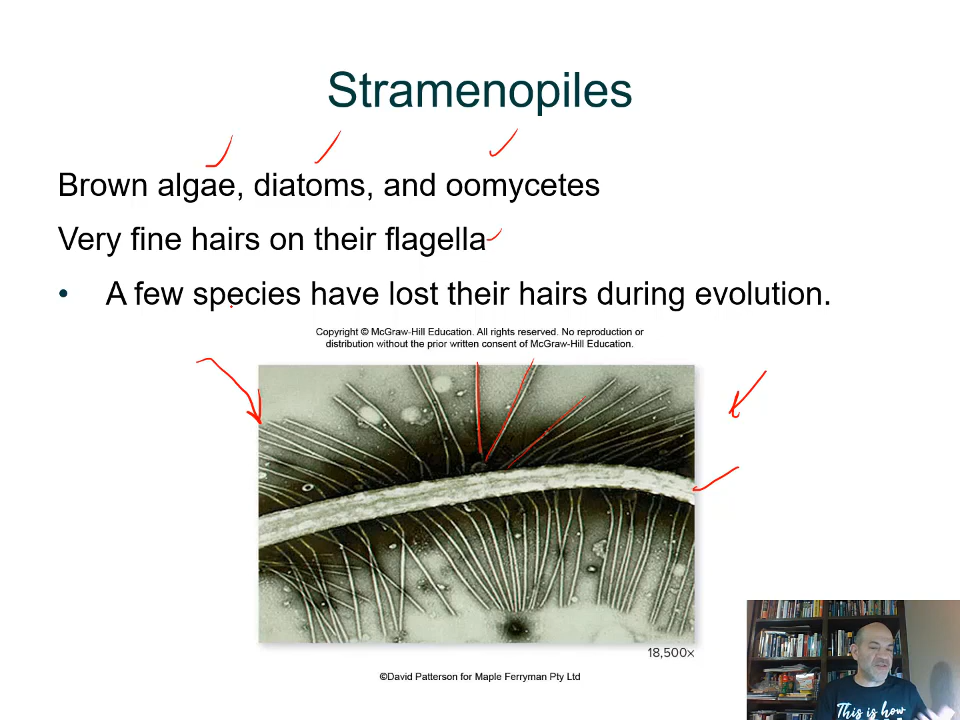 Stramenopiles
Brown algae, diatoms, and oomycetes
Very fine hairs on their flagella
• A few species have lost their hairs during evolution.
Copyright © McGraw-Hill Education. All rights reserved. No reproduction or
distribution without the prior written consent of McGraw-Hill Education.
18,500×
©David Patterson for Maple Ferryman Pty Ltd
This is how